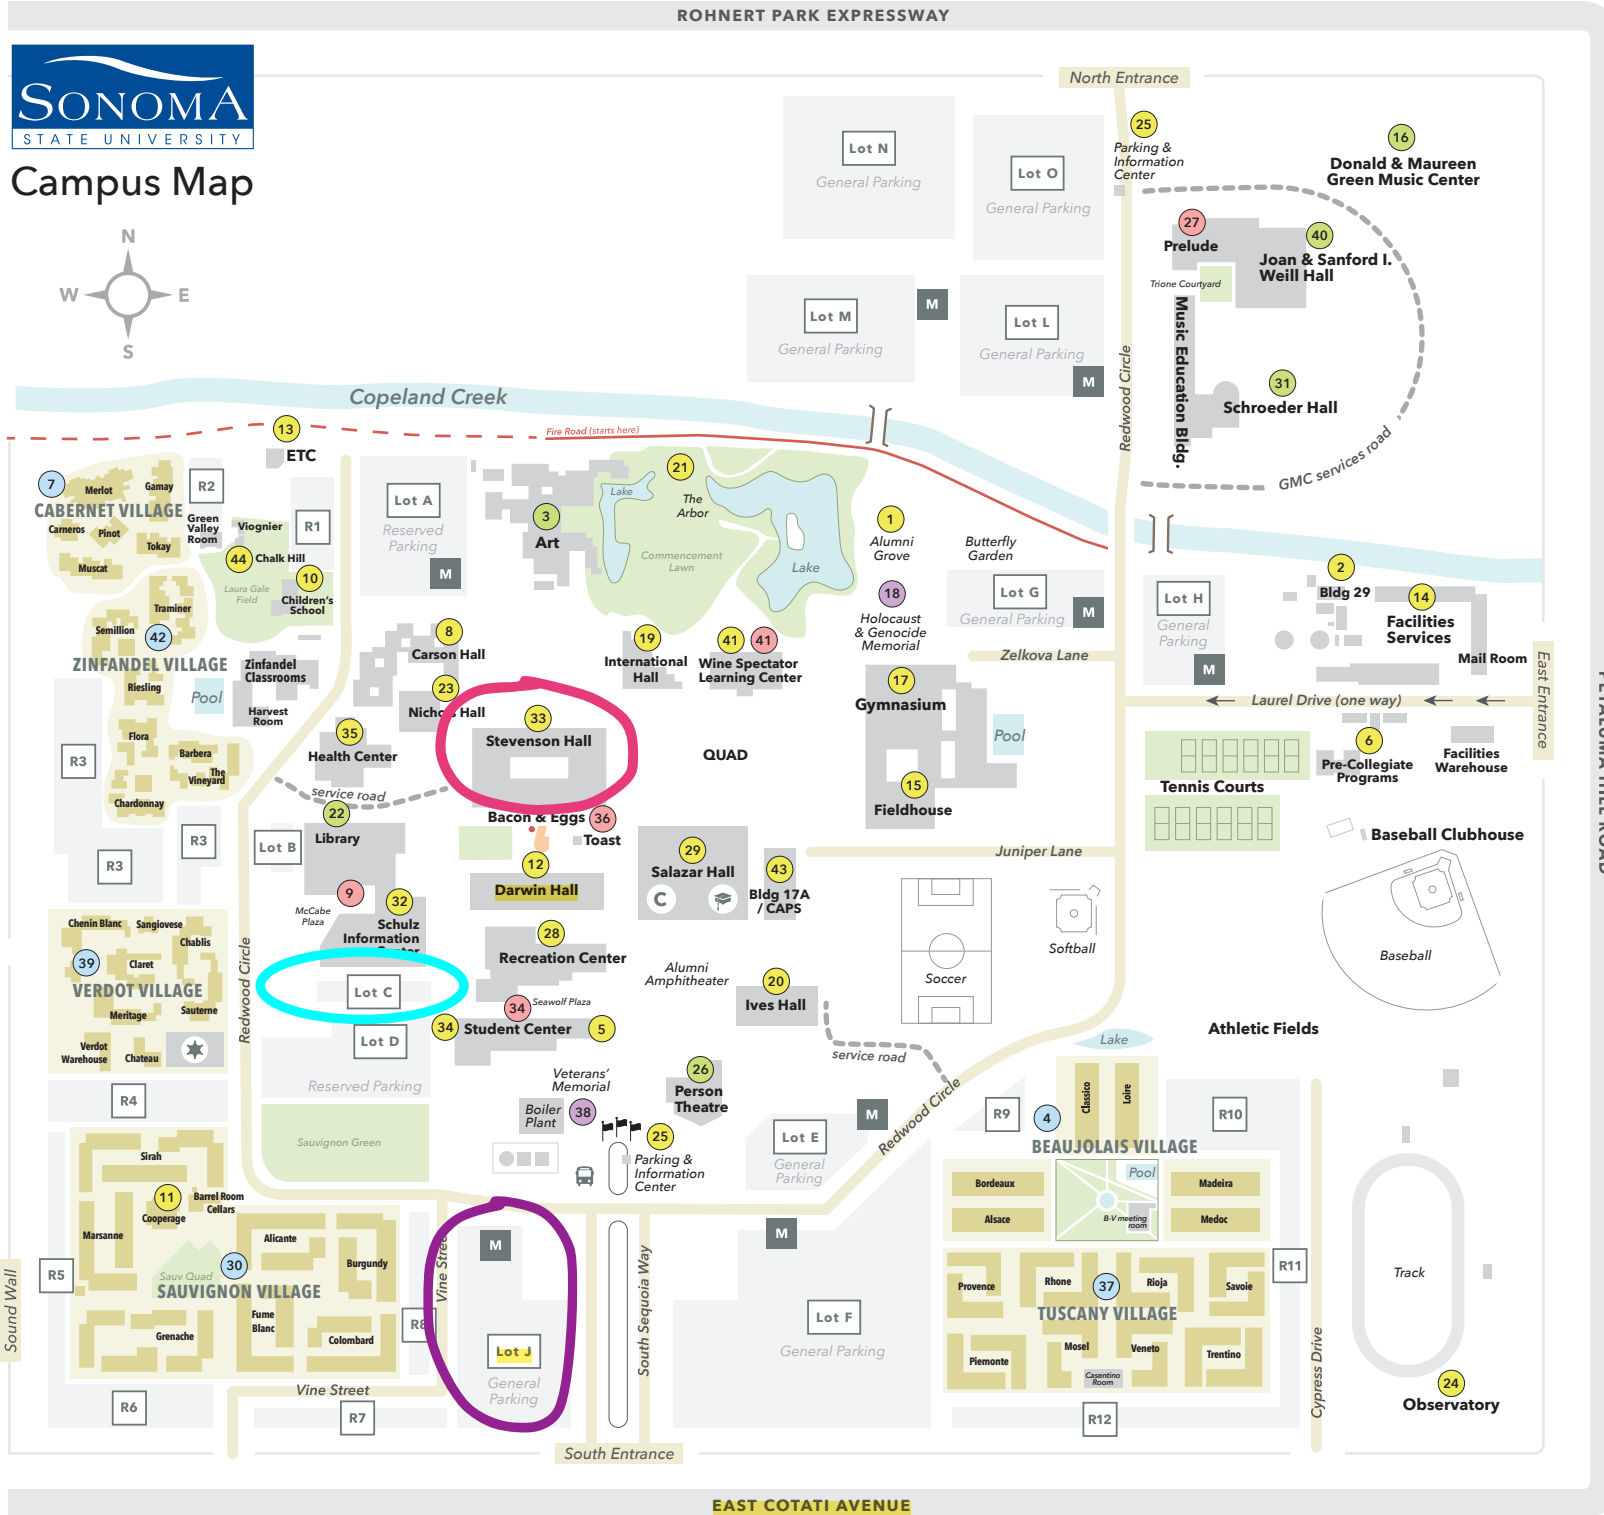 ROHNERT PARK EXPRESSWAY
SONOMA
STATE UNIVERSITY
Campus Map
N
W
E
S
North Entrance
25
Parking &
Information
Center
16
Donald & Maureen
Green Music Center
Lot N
General Parking
Lot O
General Parking
27
Prelude
40
Joan & Sanford I.
Weill Hall
Trione Courtyard
Lot M
General Parking
M
Lot L
General Parking
M
Redwood Circle
Music Education Bldg.
31
Schroeder Hall
GMC services road
Copeland Creek
Fire Road (starts here)
13
ETC
7
Merlot
Gamay
CABERNET VILLAGE
Carneros
Pinot
Tokay
Muscat
R2
Green
Valley
Room
Viognier
R1
44
Chalk Hill
10
Children's
School
Laura Gale
Field
Lot A
Reserved
Parking
M
3
Art
21
Lake
The
Arbor
Commencement
Lawn
Lake
1
Alumni
Grove
Butterfly
Garden
18
Holocaust
& Genocide
Memorial
Lot G
General Parking
M
Lot H
General
Parking
M
2
Bldg 29
14
Facilities
Services
Mail Room
East Entrance
PETALUMA HILL ROAD
Traminer
Semillion
42
ZINFANDEL VILLAGE
Riesling
Pool
Zinfandel
Classrooms
Harvest
Room
8
Carson Hall
23
Nichols Hall
19
International
Hall
41
41
Wine Spectator
Learning Center
Zelkova Lane
17
Gymnasium
Pool
15
Fieldhouse
Laurel Drive (one way)
6
Pre-Collegiate
Programs
Facilities
Warehouse
Tennis Courts
R3
Flora
Barbera
The
Vineyard
Chardonnay
35
Health Center
service road
33
Stevenson Hall
QUAD
Bacon & Eggs
36
Toast
22
Library
Lot B
R3
R3
12
Darwin Hall
29
Salazar Hall
C
43
Bldg 17A
/ CAPS
Juniper Lane
Baseball Clubhouse
9
McCabe
Plaza
32
Schulz
Information
Center
28
Recreation Center
Alumni
Amphitheater
20
Ives Hall
Soccer
Softball
Baseball
Athletic Fields
Chenin Blanc
Sangiovese
Chablis
39
Claret
VERDOT VILLAGE
Meritage
Sauterne
Verdot
Warehouse
Chateau
Redwood Circle
Lot C
Lot D
Reserved Parking
34
Seawolf Plaza
34
Student Center
5
service road
Lake
Veterans'
Memorial
Boiler
Plant
38
26
Person
Theatre
25
Parking &
Information
Center
Lot E
General
Parking
M
Redwood Circle
R4
Sauvignon Green
R9
4
Classico
Loire
R10
BEAUJOLAIS VILLAGE
Bordeaux
Alsace
Pool
B-V meeting
room
Madeira
Medoc
Sirah
11
Cooperage
Barrel Room
Cellars
Marsanne
Alicante
Burgundy
Sauv Quad
30
SAUVIGNON VILLAGE
Fume
Blanc
Grenache
Colombard
R5
Sound Wall
R8
Vine Street
M
Lot J
General
Parking
South Sequoia Way
M
Lot F
General Parking
Provence
Rhone
37
Rioja
Savoie
R11
TUSCANY VILLAGE
Piemonte
Mosel
Veneto
Trentino
Casentino
Room
Cypress Drive
Track
24
Observatory
Vine Street
R6
R7
R12
South Entrance
EAST COTATI AVENUE